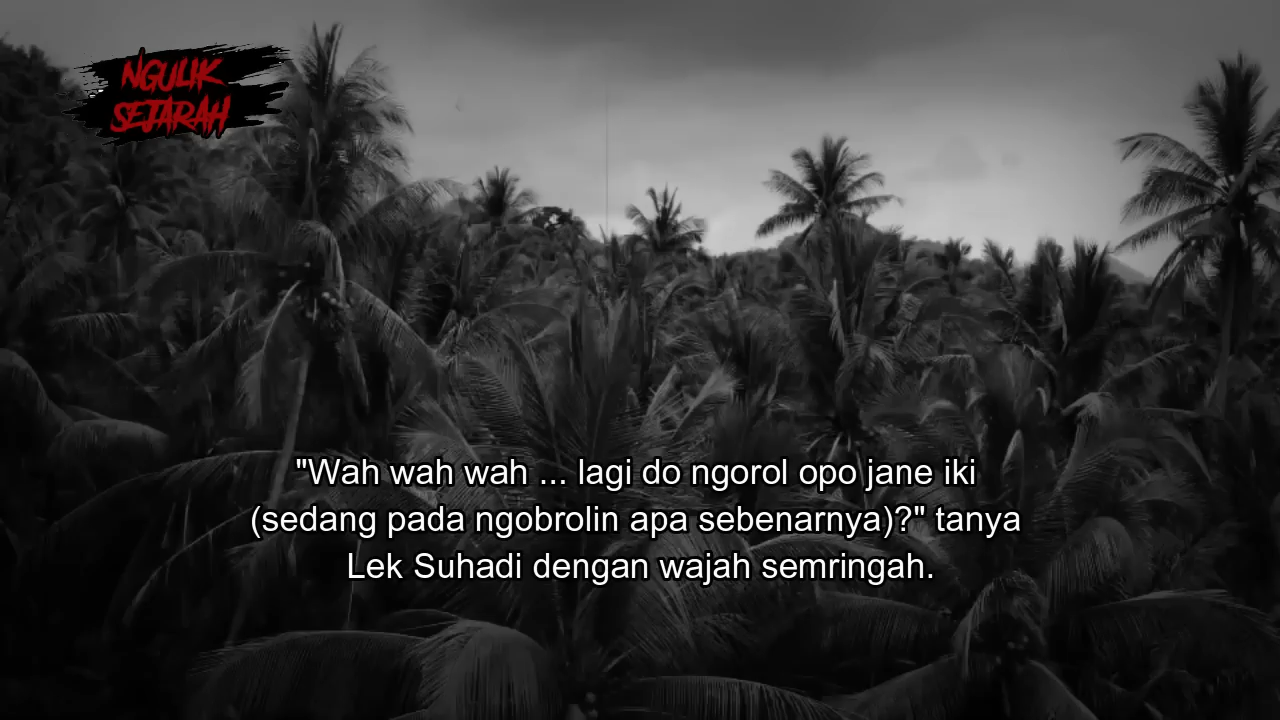 NGULIK
SEJARAH
"Wah wah wah ... lagi do ngorol opo jane iki
(sedang pada ngobrolin apa sebenarnya)?" tanya
Lek Suhadi dengan wajah semringah.